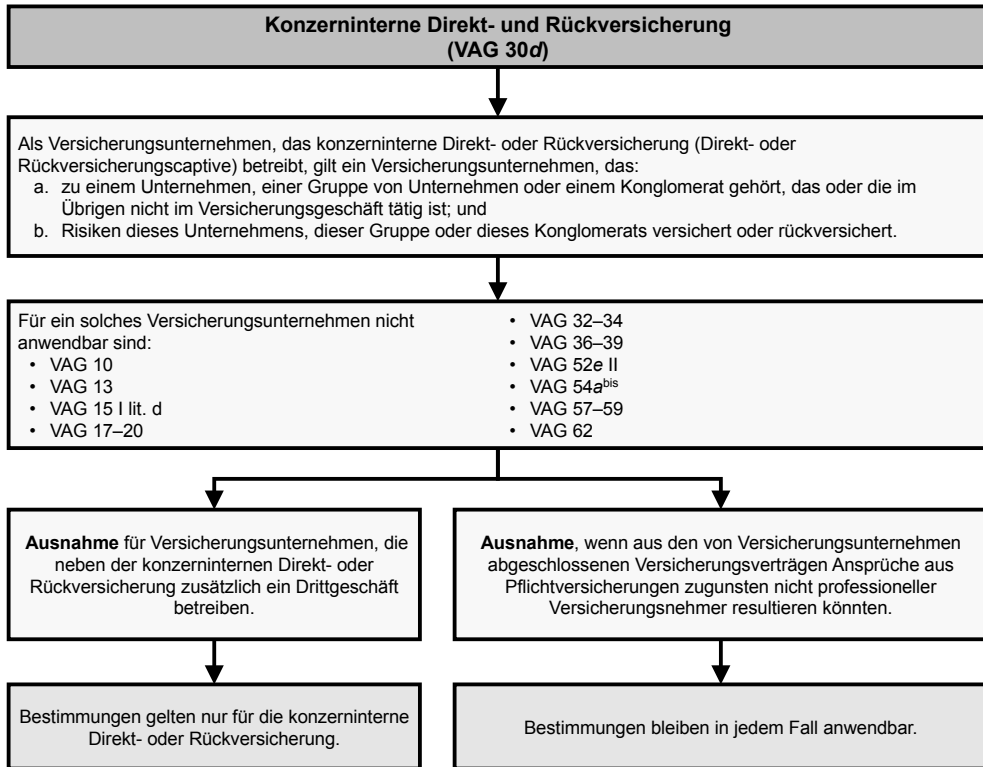 Konzerninterne Direkt- und Rückversicherung
(VAG 30d)
Als Versicherungsunternehmen, das konzerninterne Direkt- oder Rückversicherung (Direkt- oder
Rückversicherungscaptive) betreibt, gilt ein Versicherungsunternehmen, das:
a. zu einem Unternehmen, einer Gruppe von Unternehmen oder einem Konglomerat gehört, das oder die im
Übrigen nicht im Versicherungsgeschäft tätig ist; und
b. Risiken dieses Unternehmens, dieser Gruppe oder dieses Konglomerats versichert oder rückversichert.
Für ein solches Versicherungsunternehmen nicht
anwendbar sind:
• VAG 10
• VAG 13
• VAG 15 I lit. d
• VAG 17–20
• VAG 32–34
• VAG 36–39
• VAG 52e II
• VAG 54a^bis
• VAG 57–59
• VAG 62
Ausnahme für Versicherungsunternehmen, die
neben der konzerninternen Direkt- oder
Rückversicherung zusätzlich ein Drittgeschäft
betreiben.
Ausnahme, wenn aus den von Versicherungsunternehmen
abgeschlossenen Versicherungsverträgen Ansprüche aus
Pflichtversicherungen zugunsten nicht professioneller
Versicherungsnehmer resultieren könnten.
Bestimmungen gelten nur für die konzerninterne
Direkt- oder Rückversicherung.
Bestimmungen bleiben in jedem Fall anwendbar.